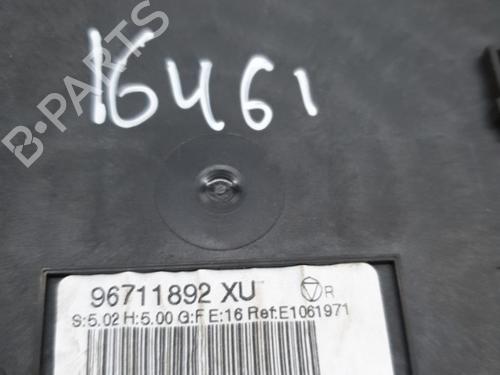 16461
B-PARTS
96711892 XU
R
S:5.02 H:5.00 G:F E:16 Ref:E1061971